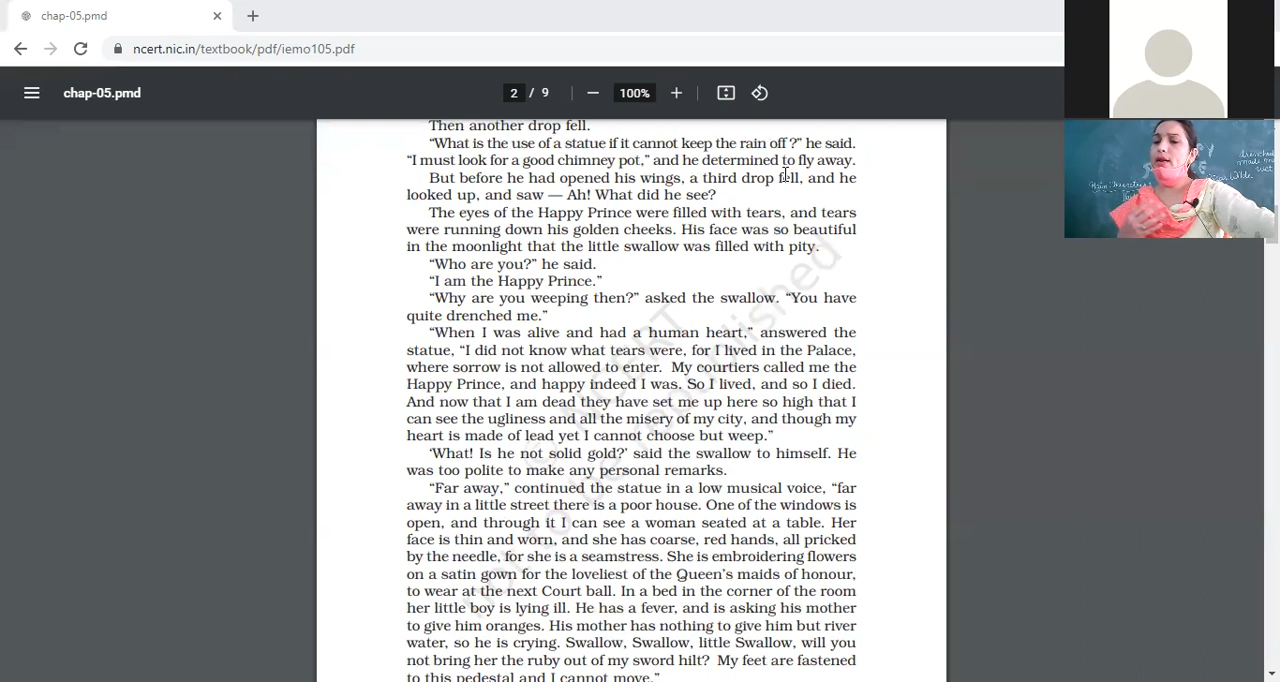 chap-05.pmd
ncert.nic.in/textbook/pdf/iemo105.pdf
chap-05.pmd
2 / 9
100%
Then another drop fell.
“What is the use of a statue if it cannot keep the rain off ?” he said.
“I must look for a good chimney pot,” and he determined to fly away.
But before he had opened his wings, a third drop fell, and he
looked up, and saw — Ah! What did he see?
The eyes of the Happy Prince were filled with tears, and tears
were running down his golden cheeks. His face was so beautiful
in the moonlight that the little swallow was filled with pity.
“Who are you?” he said.
“I am the Happy Prince.”
“Why are you weeping then?” asked the swallow. “You have
quite drenched me.”
“When I was alive and had a human heart,” answered the
statue, “I did not know what tears were, for I lived in the Palace,
where sorrow is not allowed to enter. My courtiers called me the
Happy Prince, and happy indeed I was. So I lived, and so I died.
And now that I am dead they have set me up here so high that I
can see the ugliness and all the misery of my city, and though my
heart is made of lead yet I cannot choose but weep.”
‘What! Is he not solid gold?’ said the swallow to himself. He
was too polite to make any personal remarks.
“Far away,” continued the statue in a low musical voice, “far
away in a little street there is a poor house. One of the windows is
open, and through it I can see a woman seated at a table. Her
face is thin and worn, and she has coarse, red hands, all pricked
by the needle, for she is a seamstress. She is embroidering flowers
on a satin gown for the loveliest of the Queen’s maids of honour,
to wear at the next Court ball. In a bed in the corner of the room
her little boy is lying ill. He has a fever, and is asking his mother
to give him oranges. His mother has nothing to give him but river
water, so he is crying. Swallow, Swallow, little Swallow, will you
not bring her the ruby out of my sword hilt? My feet are fastened
to this pedestal and I cannot move.”
© NCERT
not to be republished
drenched
made me
Wilde